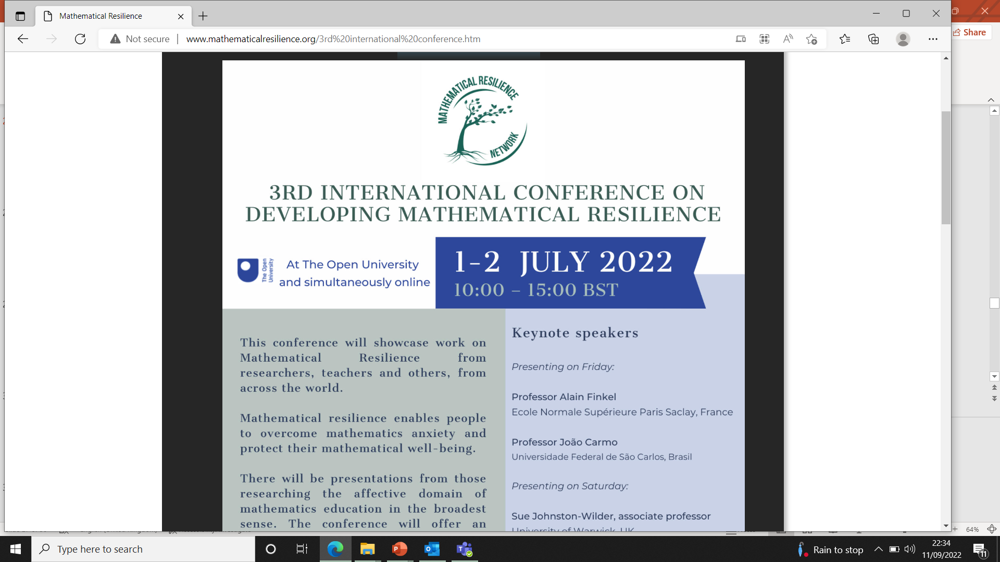 Mathematical Resilience
Not secure
www.mathematicalresilience.org/3rd%20international%20conference.htm
Share
MATHEMATICAL RESILIENCE
NETWORK
3RD INTERNATIONAL CONFERENCE ON
DEVELOPING MATHEMATICAL RESILIENCE
The Open
University
At The Open University
and simultaneously online
1-2 JULY 2022
10:00 – 15:00 BST
This conference will showcase work on
Mathematical Resilience from
researchers, teachers and others, from
across the world.
Mathematical resilience enables people
to overcome mathematics anxiety and
protect their mathematical well-being.
There will be presentations from those
researching the affective domain of
mathematics education in the broadest
sense. The conference will offer an
Keynote speakers
Presenting on Friday:
Professor Alain Finkel
Ecole Normale Supérieure Paris Saclay, France
Professor João Carmo
Universidade Federal de São Carlos, Brasil
Presenting on Saturday:
Sue Johnston-Wilder, associate professor
University of Warwick, UK
64%
Type here to search
Rain to stop
22:34
11/09/2022
11